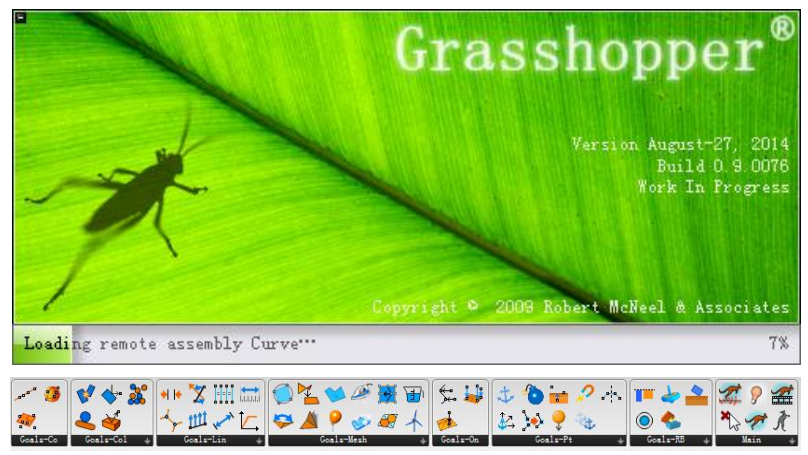 Grasshopper®
Version August-27, 2014
Build 0.9.0076
Work In Progress
Copyright © 2009 Robert McNeel & Associates
Loading remote assembly Curve··· 7%
Goals-Co Goals-Col Goals-Lin Goals-Mesh Goals-On Goals-Pt Goals-RB Main